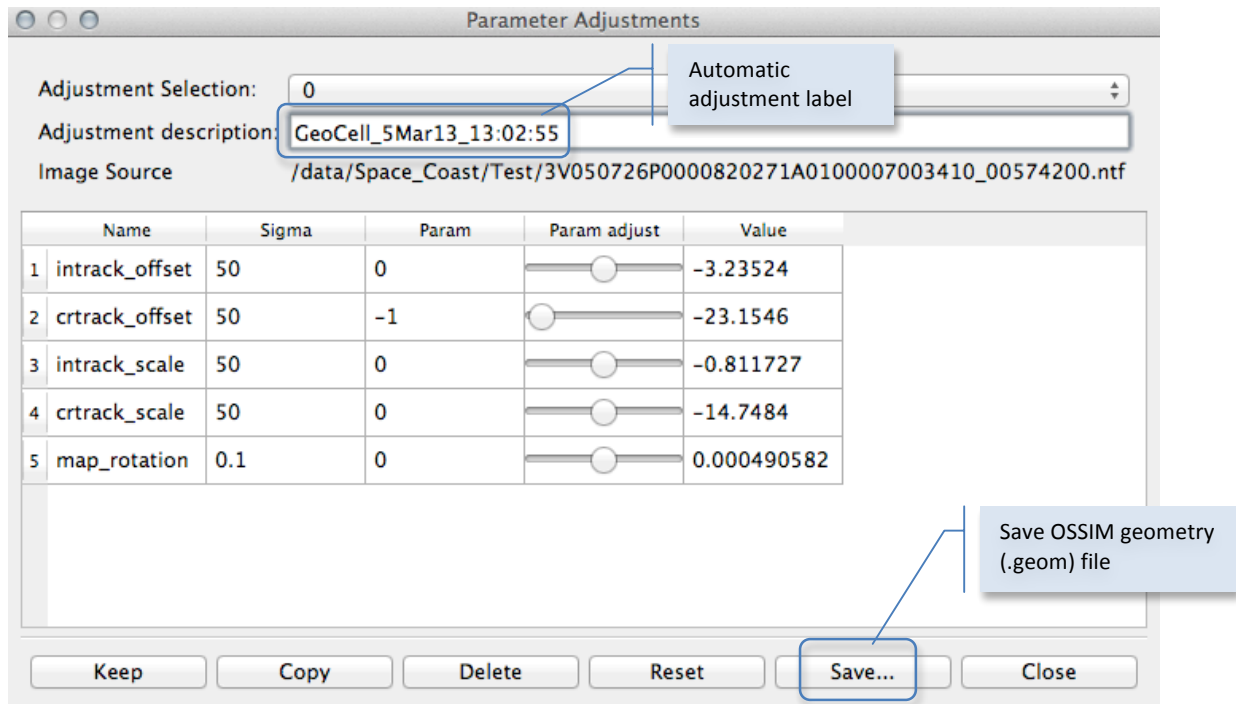 Parameter Adjustments
Automatic
adjustment label
Adjustment Selection: 0
Adjustment description: GeoCell_5Mar13_13:02:55
Image Source /data/Space_Coast/Test/3V050726P0000820271A0100007003410_00574200.ntf
Name Sigma Param Param adjust Value
1 intrack_offset 50 0 -3.23524
2 crtrack_offset 50 -1 -23.1546
3 intrack_scale 50 0 -0.811727
4 crtrack_scale 50 0 -14.7484
5 map_rotation 0.1 0 0.000490582
Save OSSIM geometry
(.geom) file
Keep Copy Delete Reset Save... Close